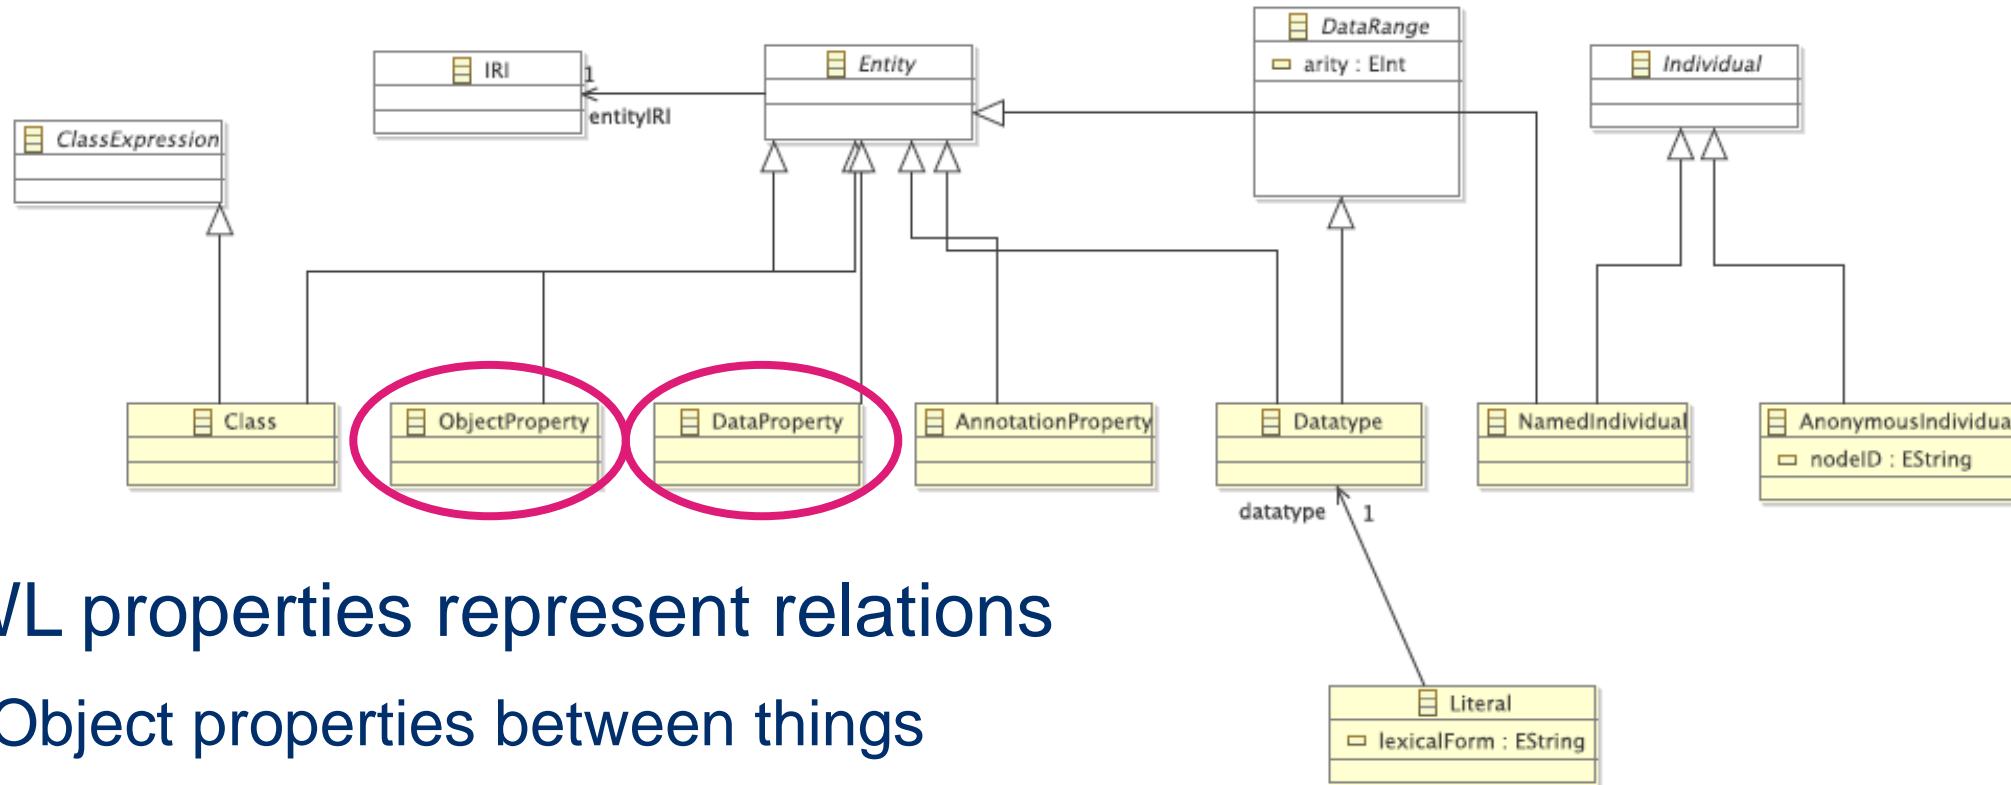 DataRange
arity : EInt
IRI
1
entityIRI
Entity
Individual
ClassExpression
Class
ObjectProperty
DataProperty
AnnotationProperty
Datatype
NamedIndividual
AnonymousIndividua
nodeID : EString
datatype
1
WL properties represent relations
Object properties between things
Literal
lexicalForm : EString